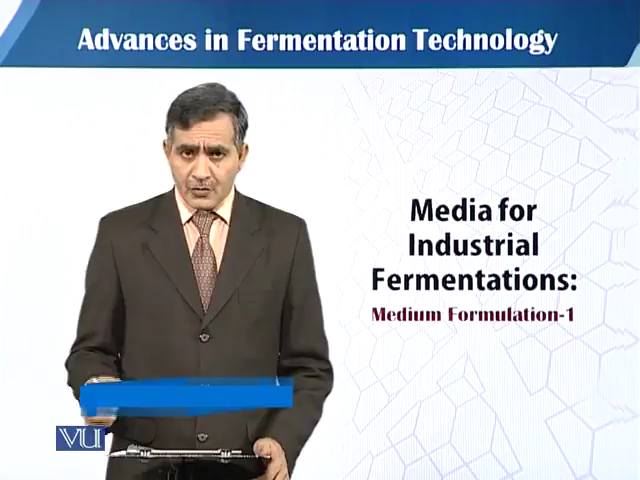 Advances in Fermentation Technology
Media for
Industrial
Fermentations:
Medium Formulation-1
VU